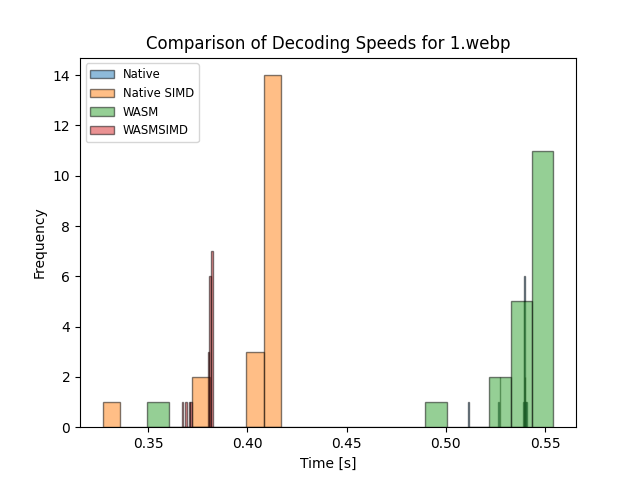 Comparison of Decoding Speeds for 1.webp
Native
Native SIMD
WASM
WASMSIMD
14
12
10
8
6
4
2
0
Frequency
0.35 0.40 0.45 0.50 0.55
Time [s]